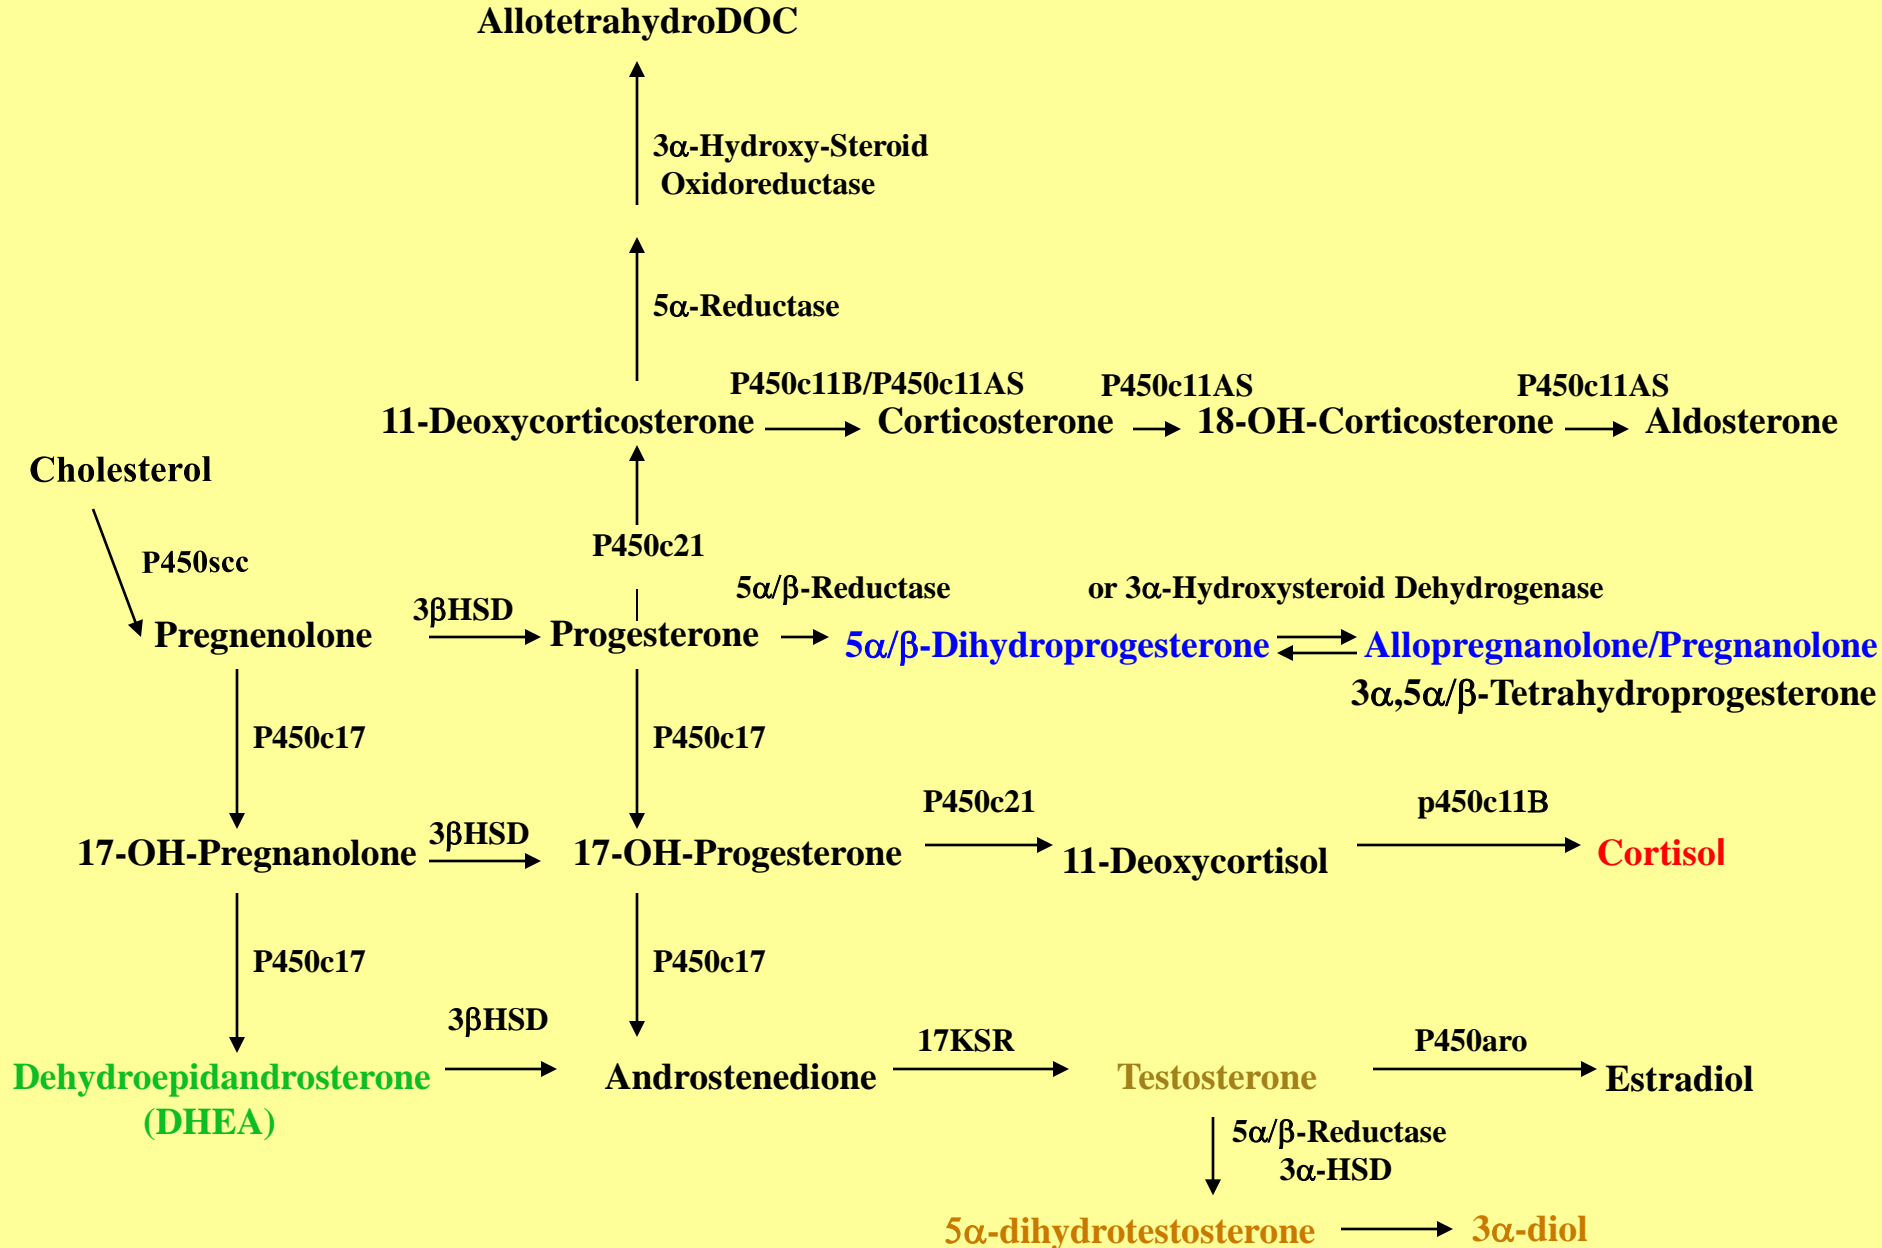 AllotetrahydroDOC
3α-Hydroxy-Steroid
Oxidoreductase
5α-Reductase
P450c11B/P450c11AS
P450c11AS
P450c11AS
11-Deoxycorticosterone
Corticosterone
18-OH-Corticosterone
Aldosterone
Cholesterol
P450scc
P450c21
5α/β-Reductase
or 3α-Hydroxysteroid Dehydrogenase
3βHSD
Pregnenolone
Progesterone
5α/β-Dihydroprogesterone
Allopregnanolone/Pregnanolone
3α,5α/β-Tetrahydroprogesterone
P450c17
P450c17
P450c21
p450c11B
3βHSD
17-OH-Pregnanolone
17-OH-Progesterone
11-Deoxycortisol
Cortisol
P450c17
P450c17
3βHSD
17KSR
P450aro
Dehydroepidandrosterone
(DHEA)
Androstenedione
Testosterone
Estradiol
5α/β-Reductase
3α-HSD
5α-dihydrotestosterone
3α-diol